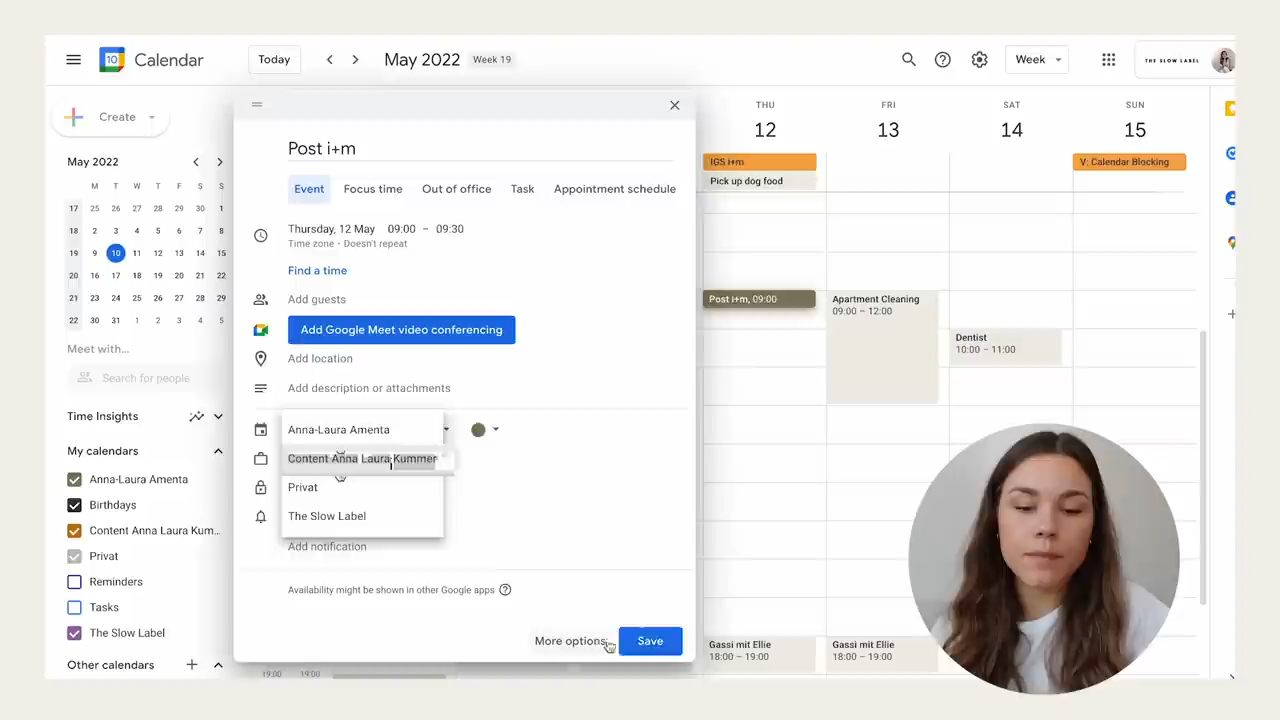 10
Calendar
Today
May 2022
Week 19
Week
THE SLOW LABEL
Create
May 2022
M T W T F S S
17 25 26 27 28 29 30 1
18 2 3 4 5 6 7 8
19 9 10 11 12 13 14 15
20 16 17 18 19 20 21 22
21 23 24 25 26 27 28 29
22 30 31 1 2 3 4 5
Meet with...
Search for people
Time Insights
My calendars
Anna-Laura Amenta
Birthdays
Content Anna Laura Kum...
Privat
Reminders
Tasks
The Slow Label
Other calendars
Post i+m
Event
Focus time
Out of office
Task
Appointment schedule
Thursday, 12 May 09:00 – 09:30
Time zone • Doesn't repeat
Find a time
Add guests
Add Google Meet video conferencing
Add location
Add description or attachments
Anna-Laura Amenta
Content Anna Laura Kummer
Privat
The Slow Label
Add notification
Availability might be shown in other Google apps
More options
Save
THU
12
FRI
13
SAT
14
SUN
15
IGS i+m
V: Calendar Blocking
Pick up dog food
Post i+m, 09:00
Apartment Cleaning
09:00 – 12:00
Dentist
10:00 – 11:00
Gassi mit Ellie
18:00 – 19:00
Gassi mit Ellie
18:00 – 19:00
19:00
19:00